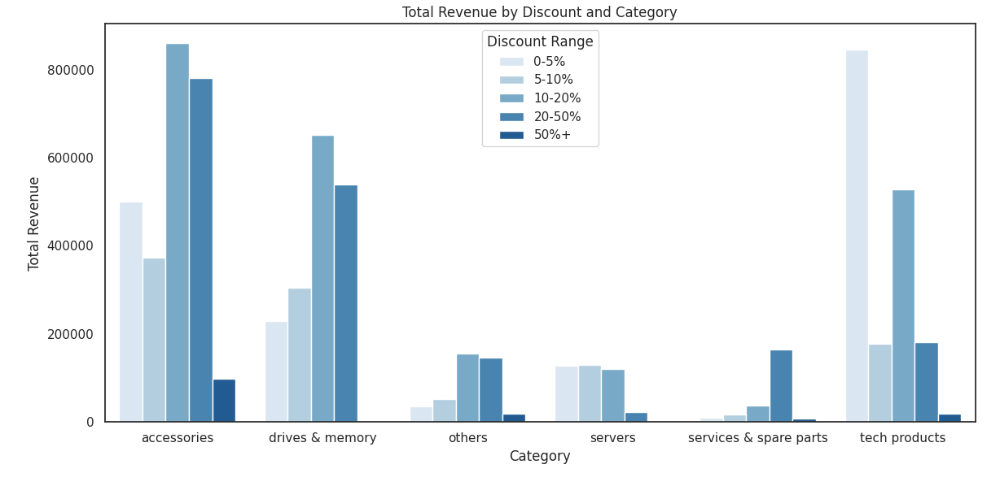 Total Revenue by Discount and Category
Discount Range
0-5%
5-10%
10-20%
20-50%
50%+
Total Revenue
800000
600000
400000
200000
0
accessories
drives & memory
others
servers
services & spare parts
tech products
Category